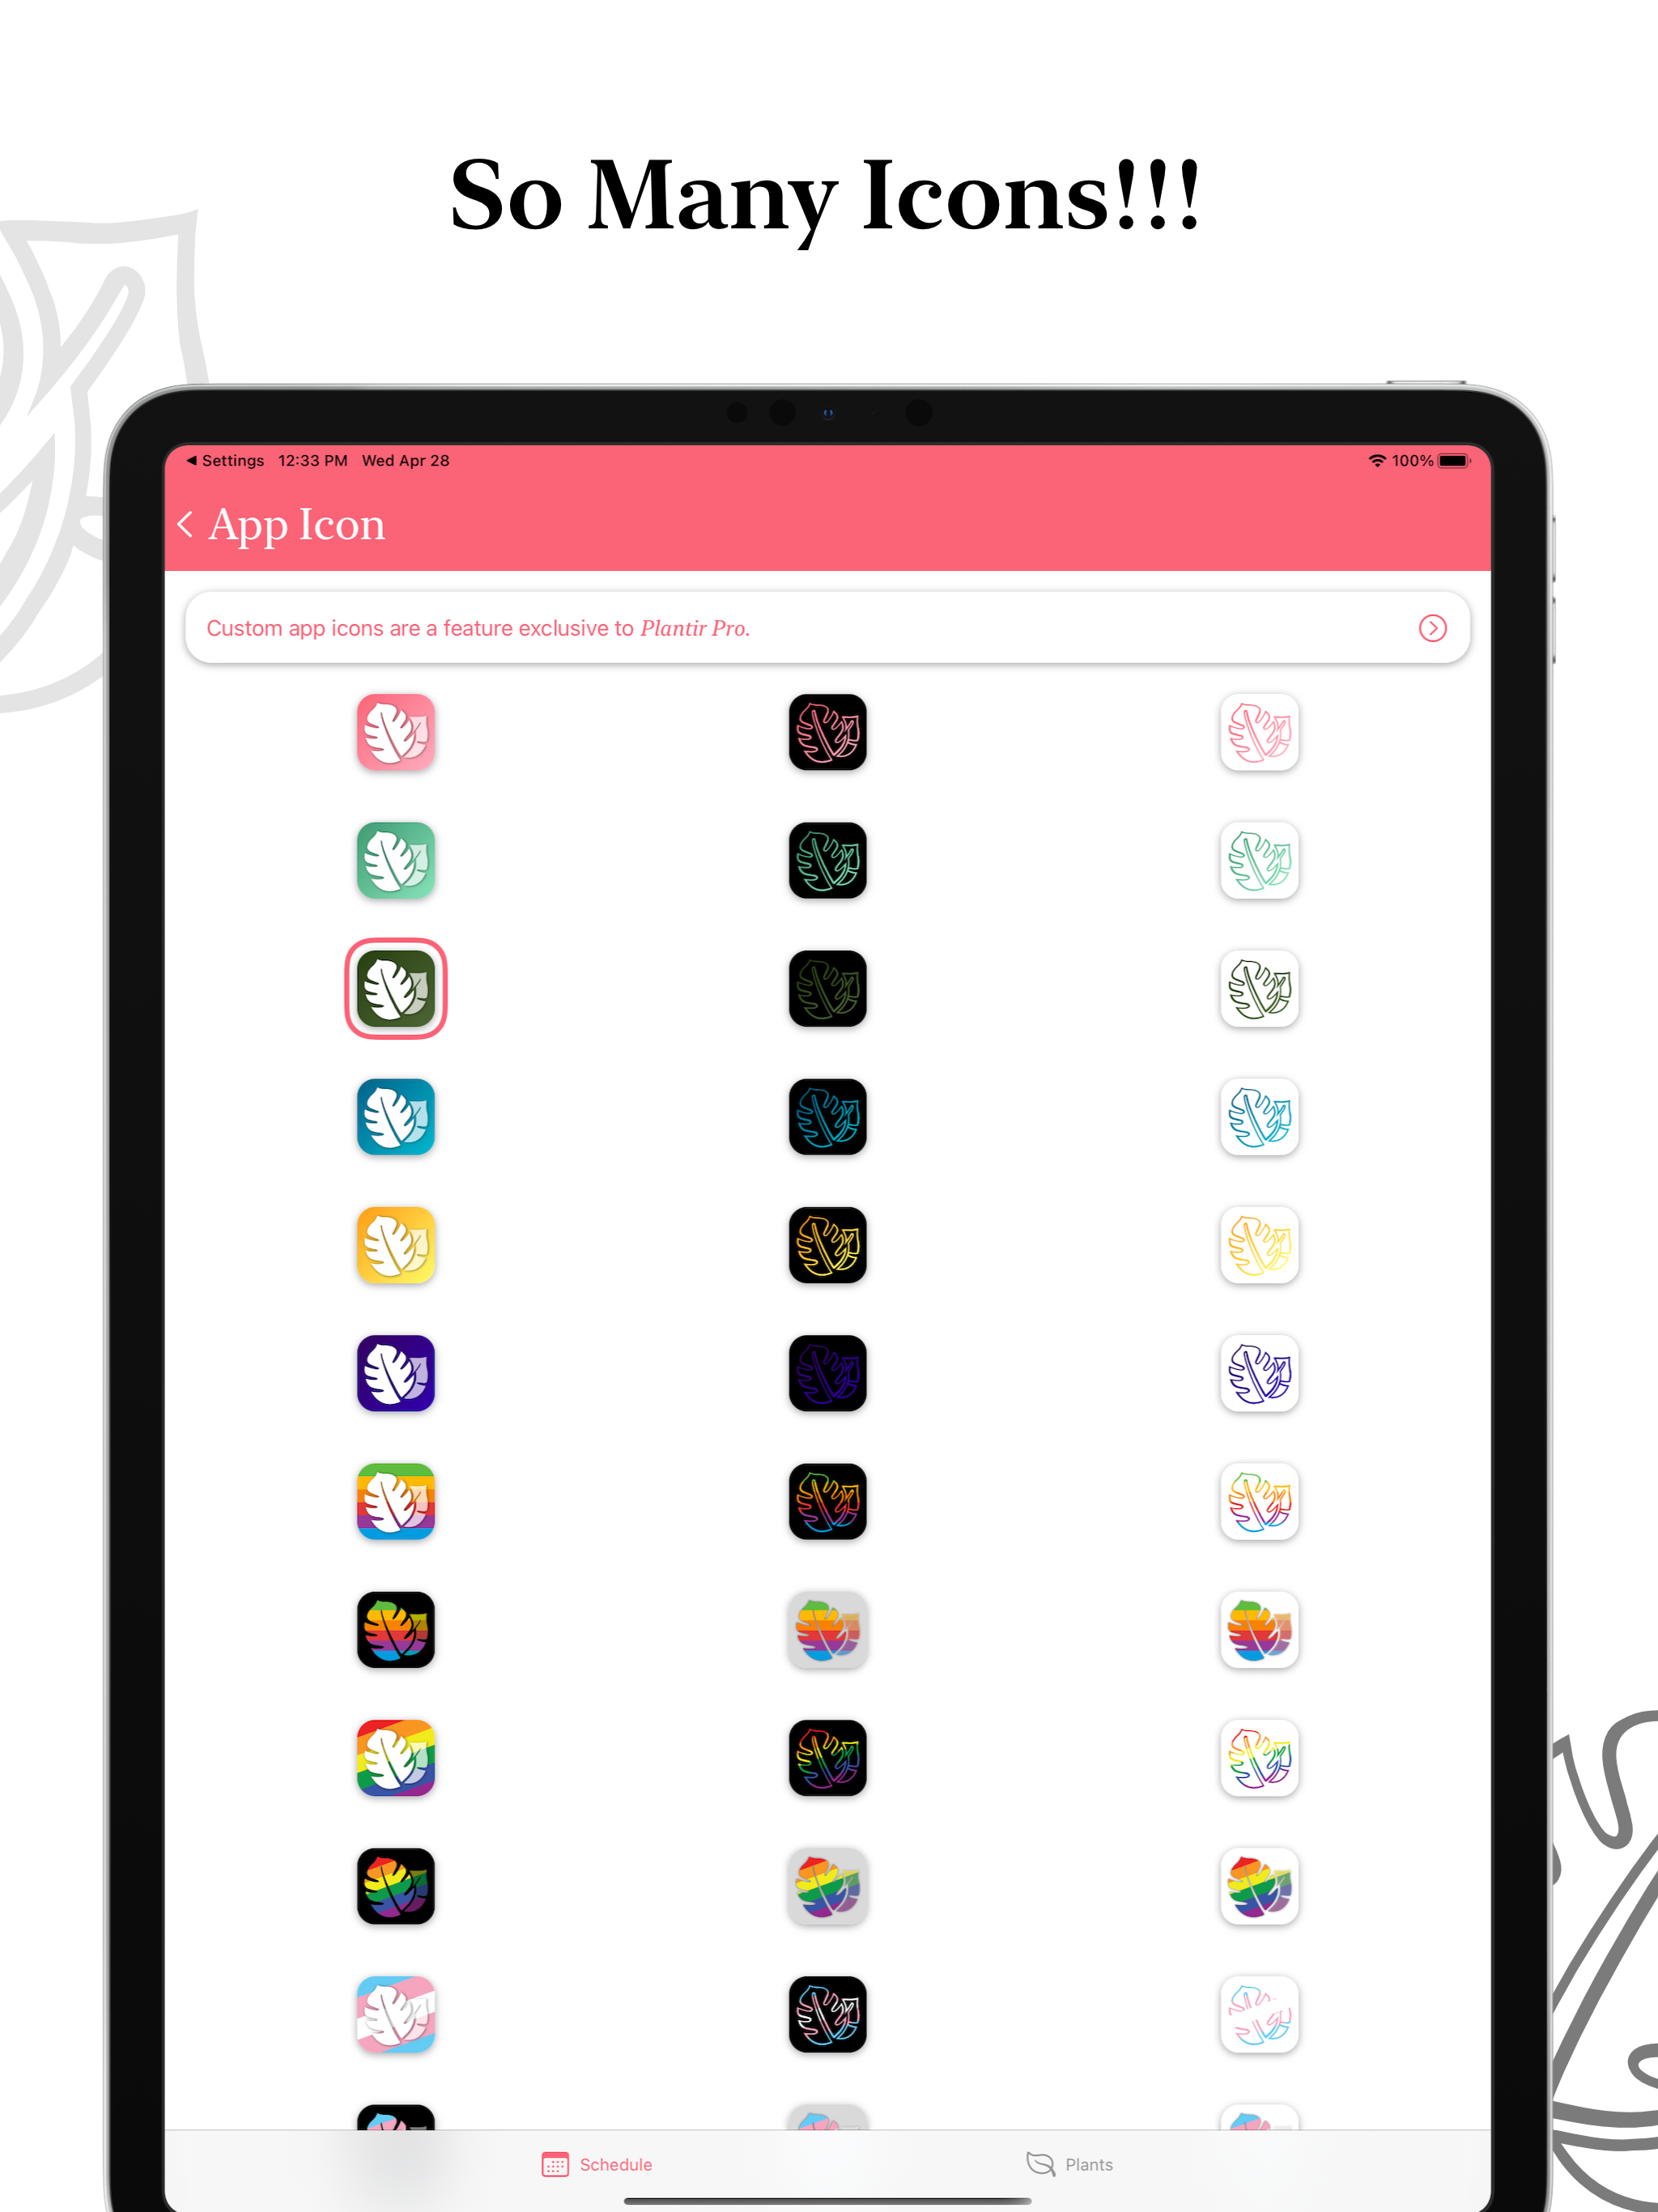 So Many Icons!!!
◀ Settings 12:33 PM Wed Apr 28 100%
App Icon
Custom app icons are a feature exclusive to Plantir Pro.
Schedule Plants